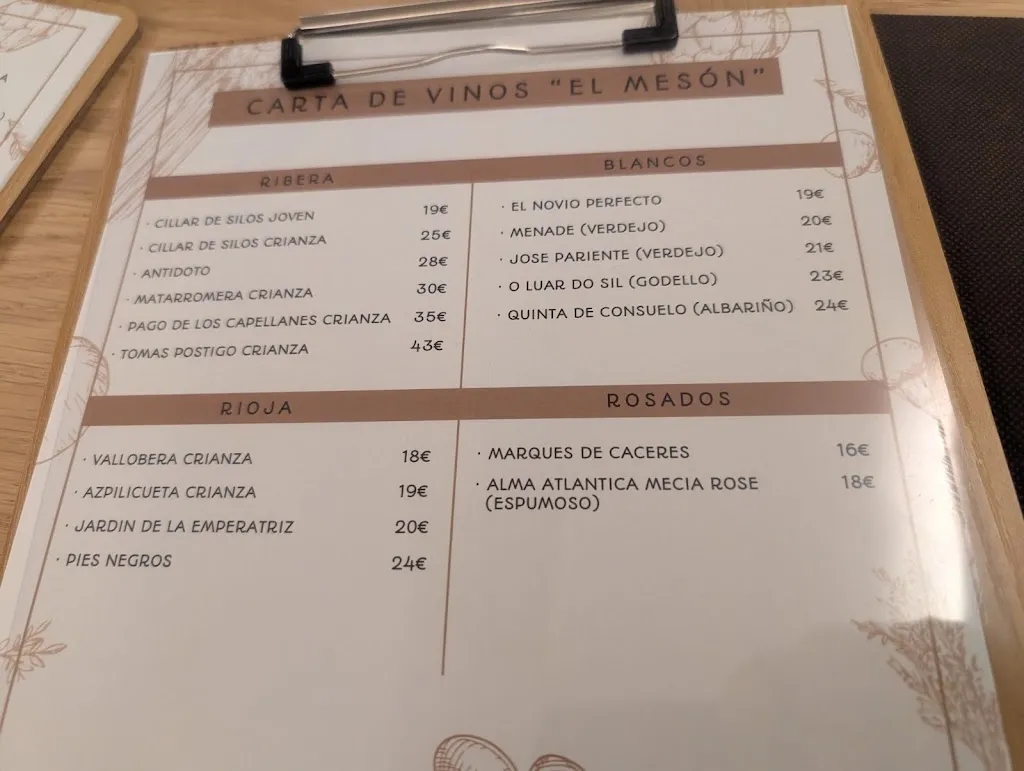 CARTA DE VINOS "EL MESÓN"
RIBERA
· CILLAR DE SILOS JOVEN 19€
· CILLAR DE SILOS CRIANZA 25€
· ANTIDOTO 28€
· MATARROMERA CRIANZA 30€
· PAGO DE LOS CAPELLANES CRIANZA 35€
· TOMAS POSTIGO CRIANZA 43€
BLANCOS
· EL NOVIO PERFECTO 19€
· MENADE (VERDEJO) 20€
· JOSE PARIENTE (VERDEJO) 21€
· O LUAR DO SIL (GODELLO) 23€
· QUINTA DE CONSUELO (ALBARIÑO) 24€
RIOJA
· VALLOBERA CRIANZA 18€
· AZPILICUETA CRIANZA 19€
· JARDIN DE LA EMPERATRIZ 20€
· PIES NEGROS 24€
ROSADOS
· MARQUES DE CACERES 16€
· ALMA ATLANTICA MECIA ROSE 18€
(ESPUMOSO)